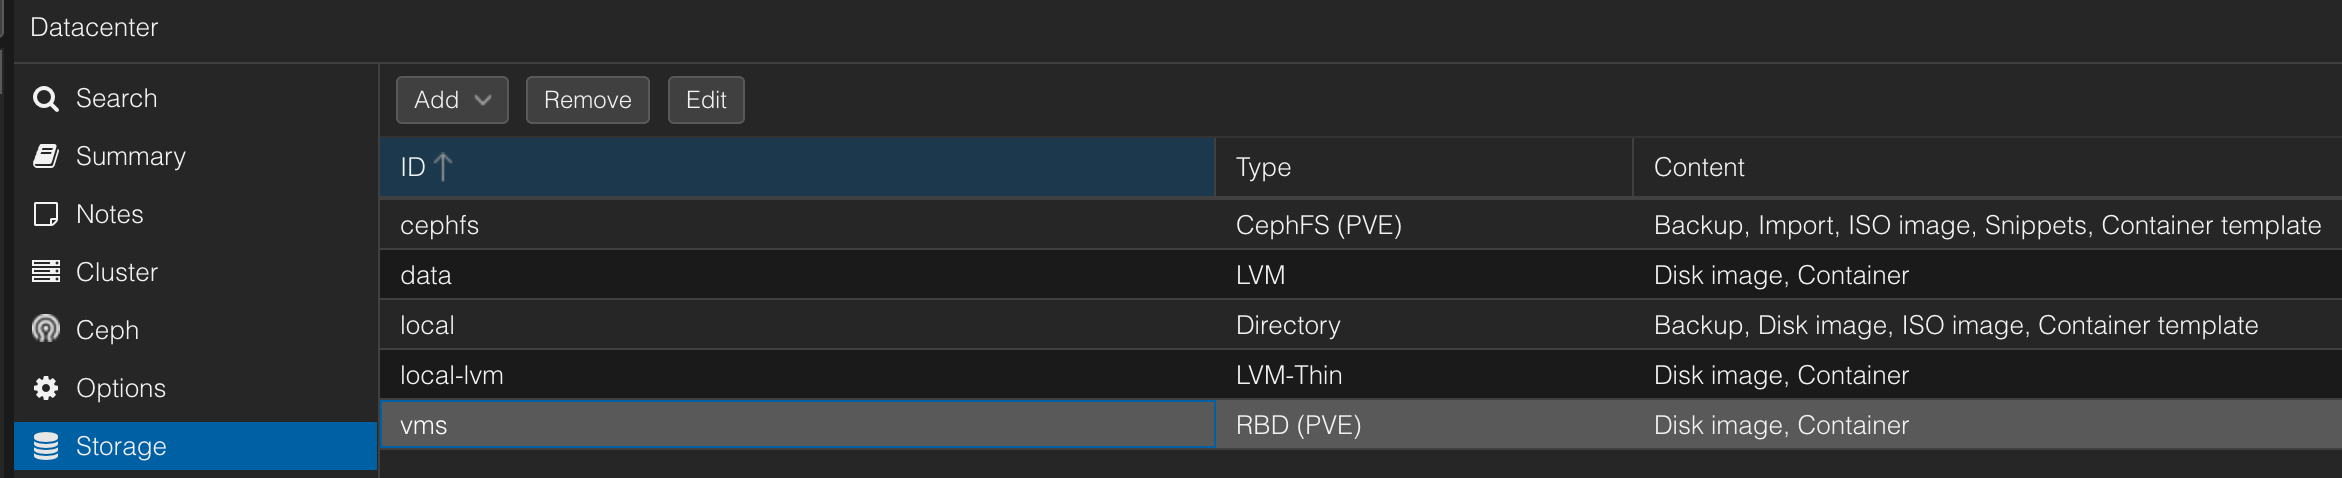 Datacenter
Search
Summary
Notes
Cluster
Ceph
Options
Storage
Add Remove Edit
ID Type Content
cephfs CephFS (PVE) Backup, Import, ISO image, Snippets, Container template
data LVM Disk image, Container
local Directory Backup, Disk image, ISO image, Container template
local-lvm LVM-Thin Disk image, Container
vms RBD (PVE) Disk image, Container